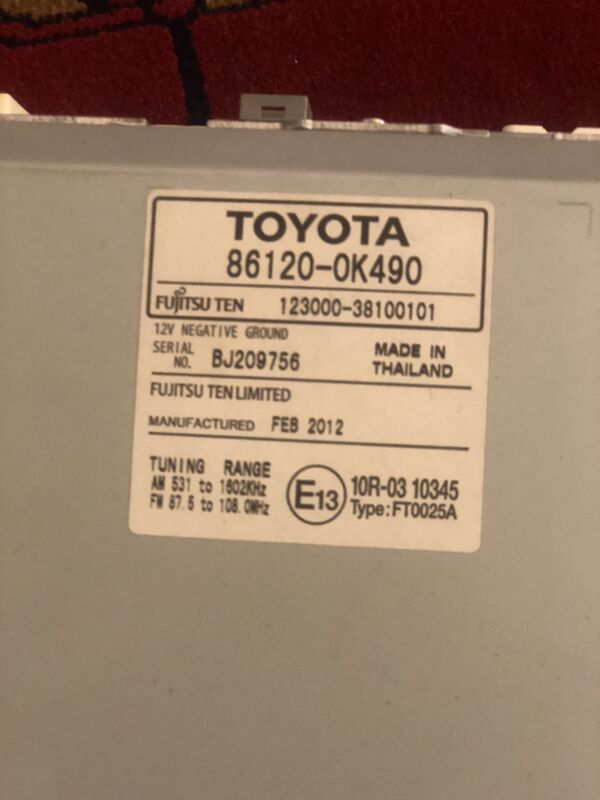 TOYOTA
86120-0K490
FUJITSU TEN 123000-38100101
12V NEGATIVE GROUND
SERIAL NO. BJ209756
MADE IN THAILAND
FUJITSU TEN LIMITED
MANUFACTURED FEB 2012
TUNING RANGE
AM 531 to 1602KHz
FM 87.5 to 108.0MHz
E13
10R-03 10345
Type:FT0025A